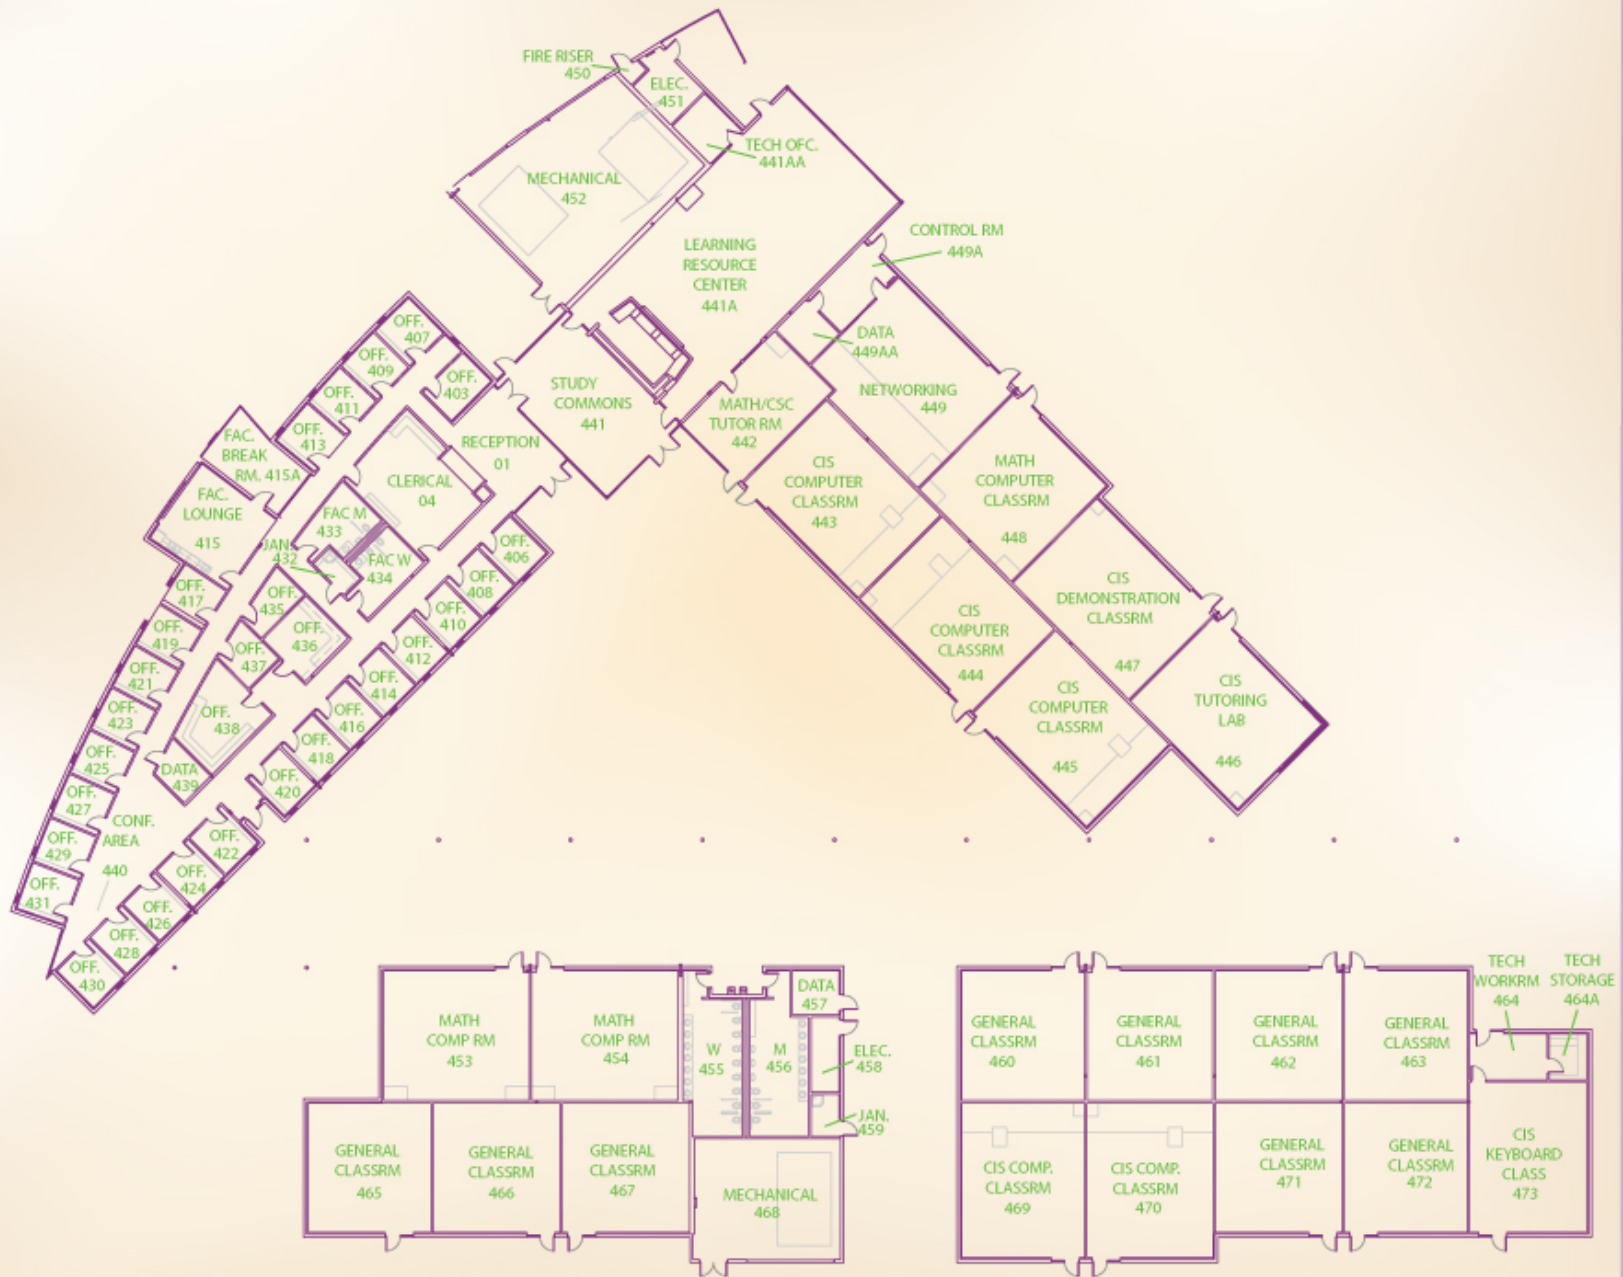 FIRE RISER
450
ELEC.
451
TECH OFC.
441AA
MECHANICAL
452
CONTROL RM
449A
LEARNING
RESOURCE
CENTER
441A
DATA
449AA
NETWORKING
449
MATH/CSC
TUTOR RM
442
STUDY
COMMONS
441
RECEPTION
01
CLERICAL
04
OFF.
407
OFF.
409
OFF.
403
OFF.
411
OFF.
413
FAC.
BREAK
RM. 415A
FAC.
LOUNGE
415
FAC M
433
JAN.
432
FAC W
434
OFF.
406
OFF.
408
OFF.
410
OFF.
412
OFF.
414
OFF.
416
OFF.
418
OFF.
420
OFF.
417
OFF.
419
OFF.
421
OFF.
423
OFF.
425
OFF.
427
OFF.
429
OFF.
431
OFF.
435
OFF.
436
OFF.
437
OFF.
438
DATA
439
CONF.
AREA
440
OFF.
422
OFF.
424
OFF.
426
OFF.
428
OFF.
430
CIS
COMPUTER
CLASSRM
443
MATH
COMPUTER
CLASSRM
448
CIS
DEMONSTRATION
CLASSRM
447
CIS
COMPUTER
CLASSRM
444
CIS
COMPUTER
CLASSRM
445
CIS
TUTORING
LAB
446
MATH
COMP RM
453
MATH
COMP RM
454
W
455
M
456
DATA
457
ELEC.
458
JAN.
459
GENERAL
CLASSRM
465
GENERAL
CLASSRM
466
GENERAL
CLASSRM
467
MECHANICAL
468
GENERAL
CLASSRM
460
GENERAL
CLASSRM
461
GENERAL
CLASSRM
462
GENERAL
CLASSRM
463
TECH
WORKRM
464
TECH
STORAGE
464A
CIS COMP.
CLASSRM
469
CIS COMP.
CLASSRM
470
GENERAL
CLASSRM
471
GENERAL
CLASSRM
472
CIS
KEYBOARD
CLASS
473